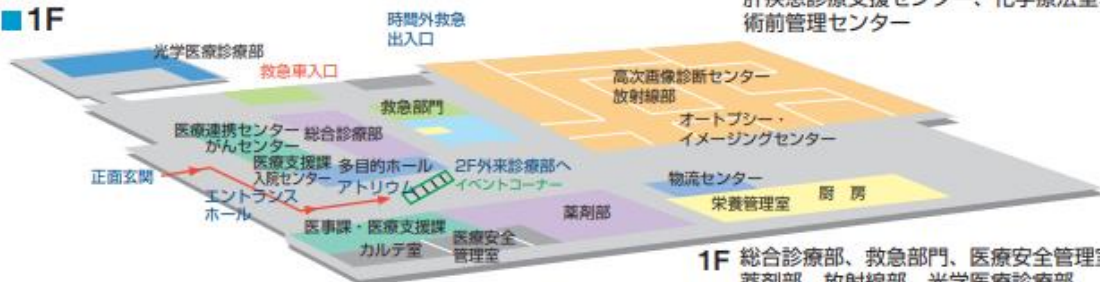 ■1F
時間外救急
出入口
術前管理センター
光学医療診療部
救急車入口
高次画像診断センター
放射線部
救急部門
オートプシー・
イメージングセンター
医療連携センター
がんセンター
総合診療部
医療支援課
入院センター
多目的ホール
アトリウム
2F外来診療部へ
イベントコーナー
正面玄関
エントランス
ホール
物流センター
栄養管理室
厨 房
薬剤部
医事課・医療支援課
カルテ室
医療安全
管理室
1F 総合診療部、救急部門、医療安全管理室